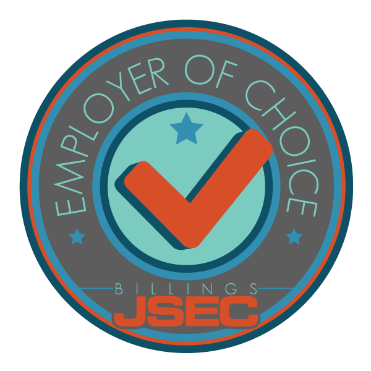 EMPLOYER OF CHOICE
BILLINGS
JSEC